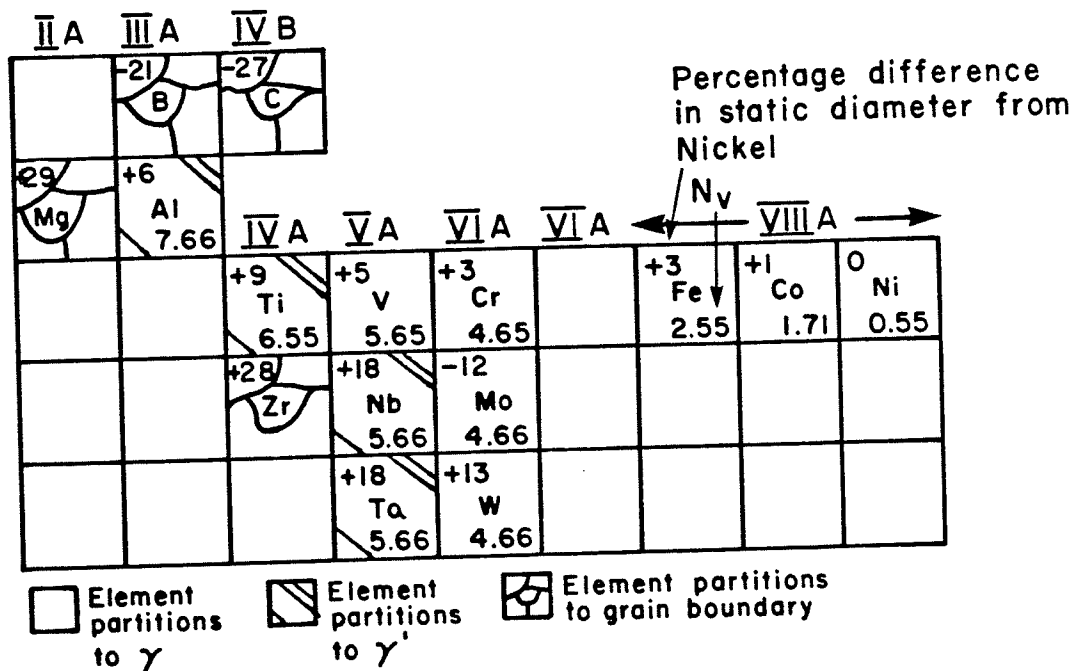 II A III A IV B
-21 -27
B C
Percentage difference
in static diameter from
Nickel
+29 +6
Mg Al
7.66
Nv
IV A V A VI A VI A VIII A
+9 +5 +3 +3 +1 0
Ti V Cr Fe Co Ni
6.55 5.65 4.65 2.55 1.71 0.55
+28 +18 -12
Zr Nb Mo
5.66 4.66
+18 +13
Ta W
5.66 4.66
Element
partitions
to γ
Element
partitions
to γ'
Element partitions
to grain boundary